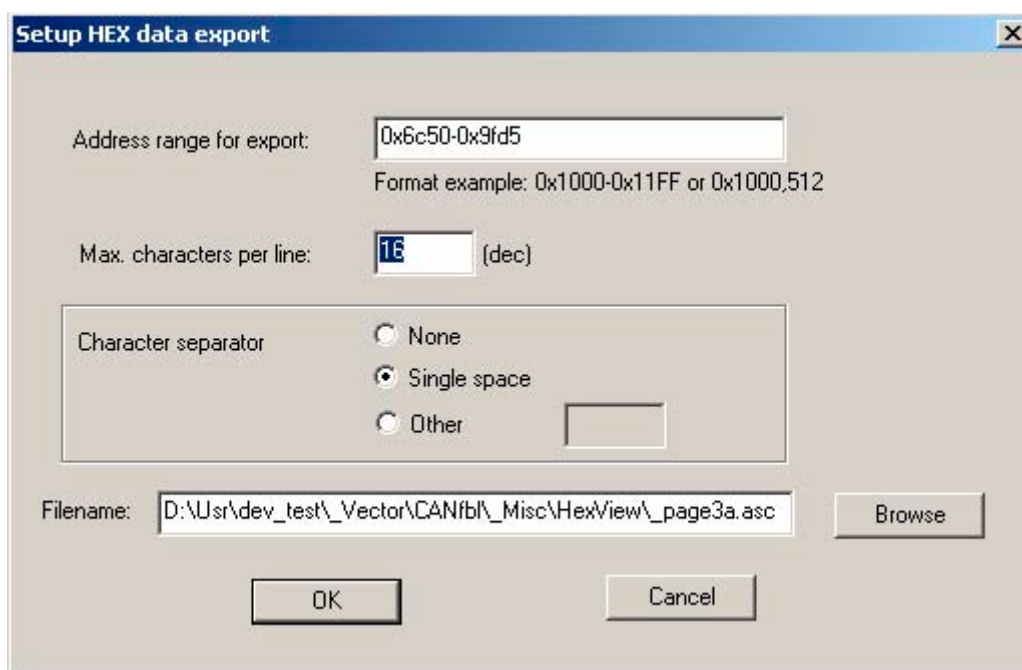 Setup HEX data export
Address range for export: 0x6c50-0x9fd5
Format example: 0x1000-0x11FF or 0x1000,512
Max. characters per line: 16 (dec)
Character separator
None
Single space
Other
Filename: D:\Usr\dev_test\_Vector\CANfbl\_Misc\HexView\_page3a.asc Browse
OK Cancel